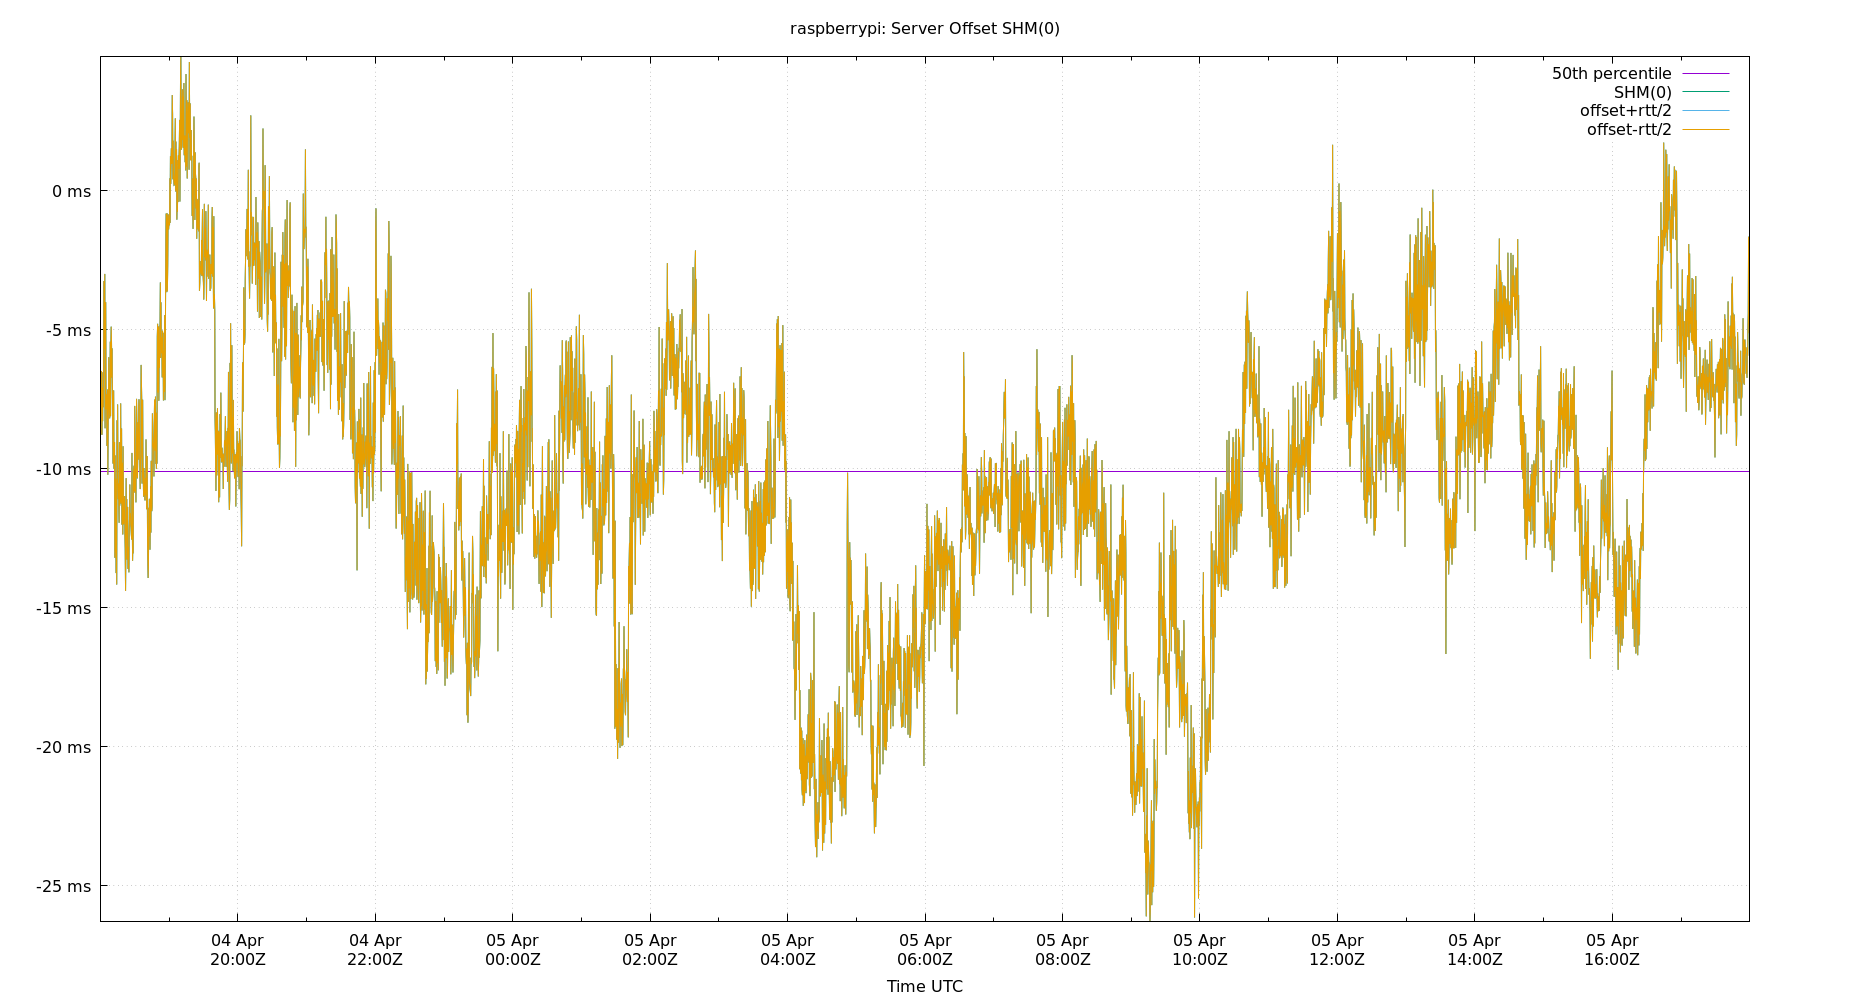 raspberrypi: Server Offset SHM(0)
50th percentile
SHM(0)
offset+rtt/2
offset-rtt/2
0 ms
-5 ms
-10 ms
-15 ms
-20 ms
-25 ms
04 Apr
20:00Z
04 Apr
22:00Z
05 Apr
00:00Z
05 Apr
02:00Z
05 Apr
04:00Z
05 Apr
06:00Z
05 Apr
08:00Z
05 Apr
10:00Z
05 Apr
12:00Z
05 Apr
14:00Z
05 Apr
16:00Z
Time UTC